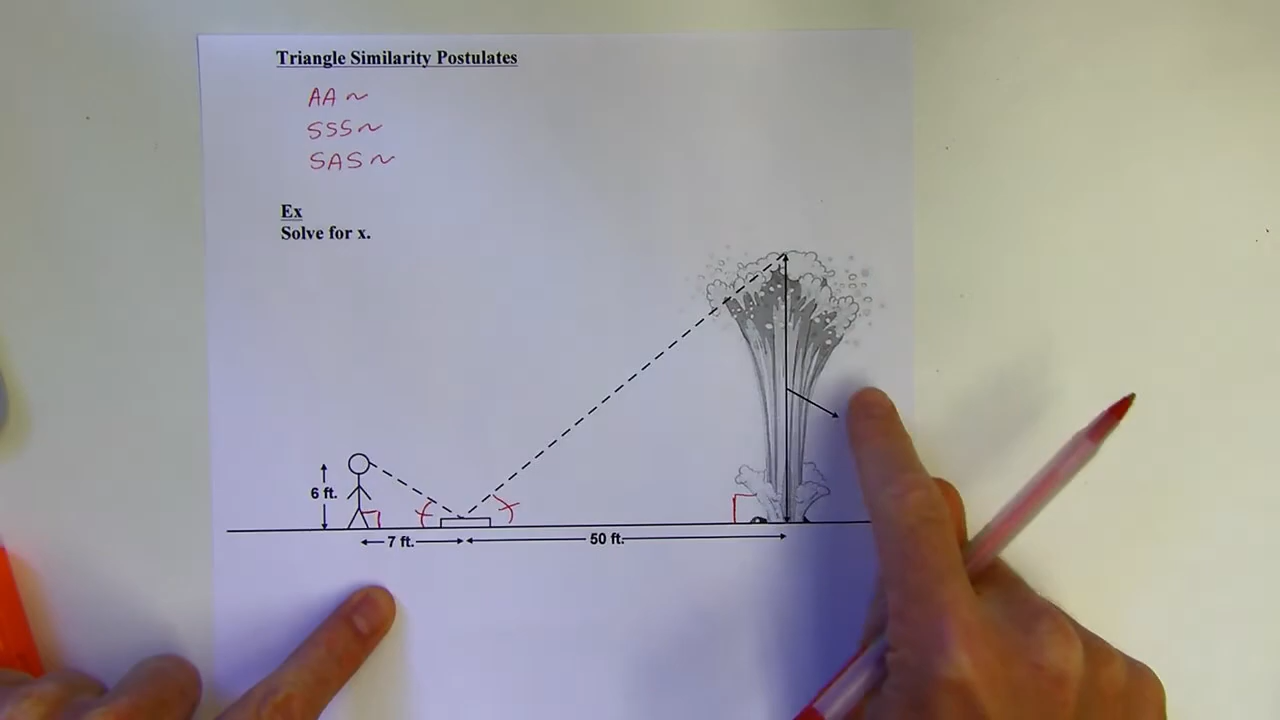 Triangle Similarity Postulates
AA ~
SSS ~
SAS ~
Ex
Solve for x.
6 ft.
7 ft.
50 ft.